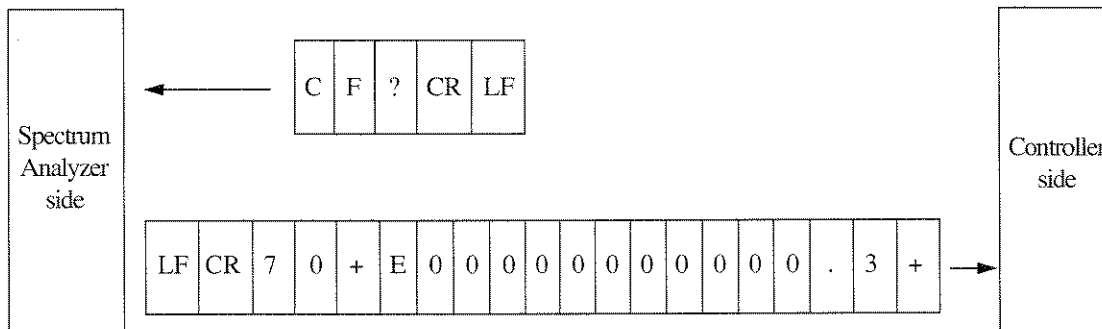 C F ? CR LF
Spectrum
Analyzer
side
Controller
side
LF CR 7 0 + E 0 0 0 0 0 0 0 0 0 0 0 . 3 +